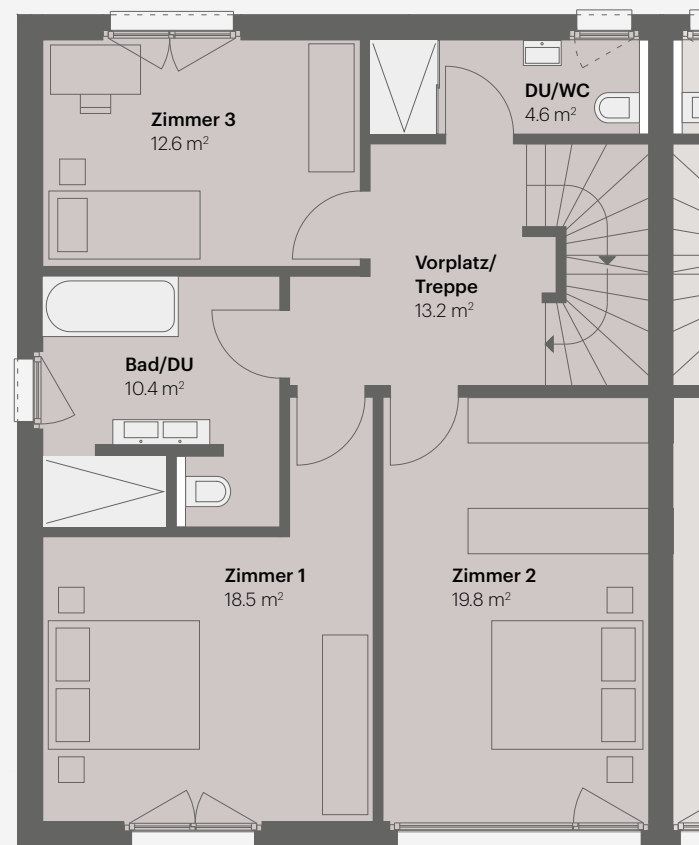 Zimmer 3
12.6 m²
DU/WC
4.6 m²
Vorplatz/
Treppe
13.2 m²
Bad/DU
10.4 m²
Zimmer 1
18.5 m²
Zimmer 2
19.8 m²